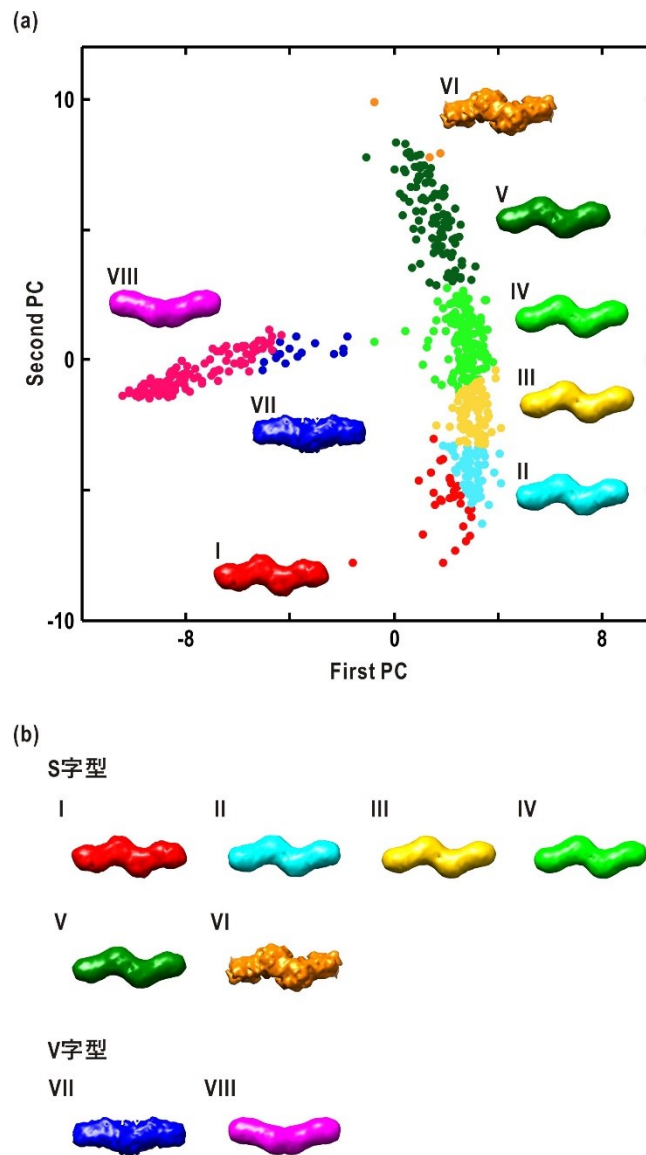 (a)
10
VI
V
VIII
IV
Second PC
0
III
VII
II
I
-10
-8
0
8
First PC
(b)
S字型
I
II
III
IV
V
VI
V字型
VII
VIII